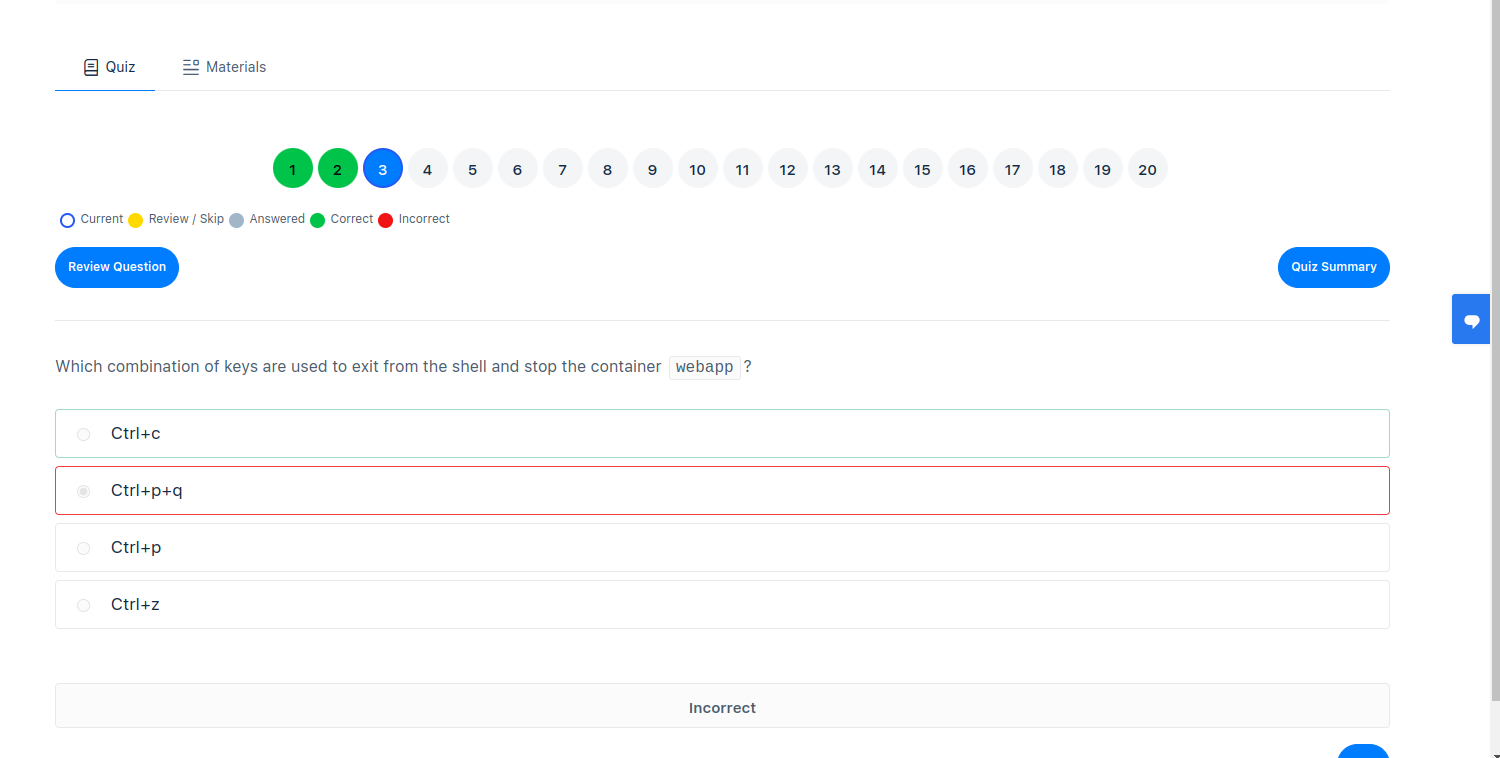 Quiz Materials
1 2 3 4 5 6 7 8 9 10 11 12 13 14 15 16 17 18 19 20
Current Review / Skip Answered Correct Incorrect
Review Question Quiz Summary
Which combination of keys are used to exit from the shell and stop the container webapp ?
Ctrl+c
Ctrl+p+q
Ctrl+p
Ctrl+z
Incorrect